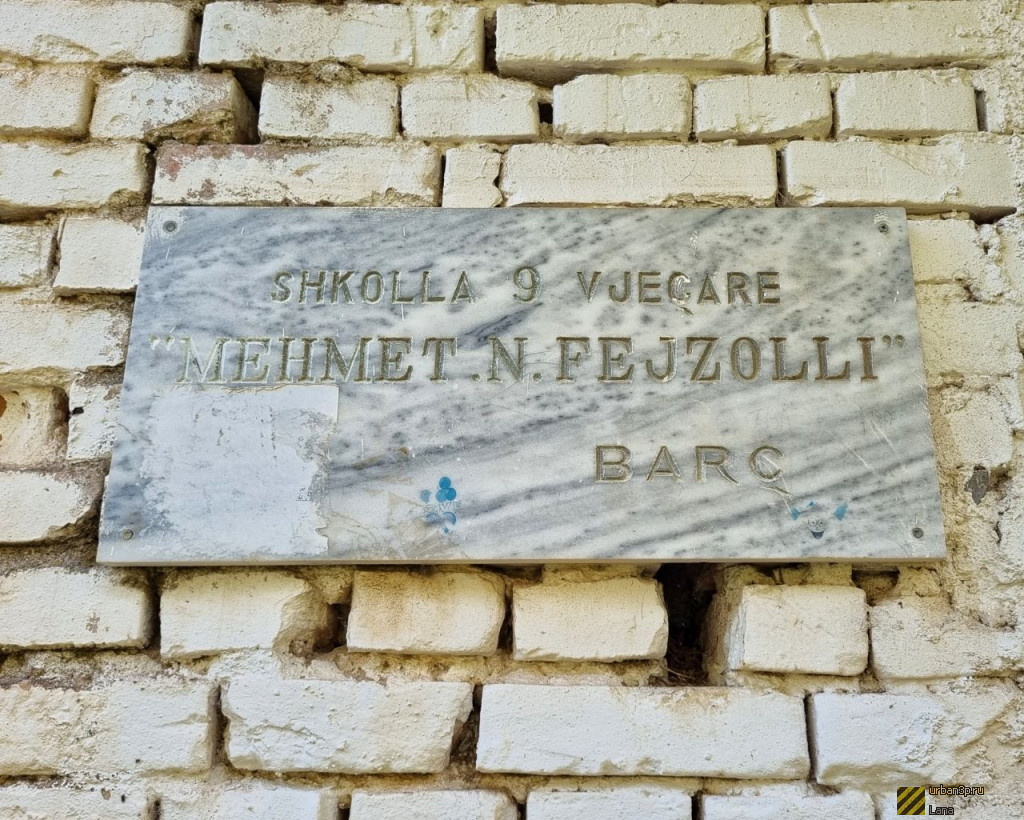 SHKOLLA 9 VJEÇARE
"MEHMET.N.FEJZOLLI"
BARÇ
urban3p.ru
Lana